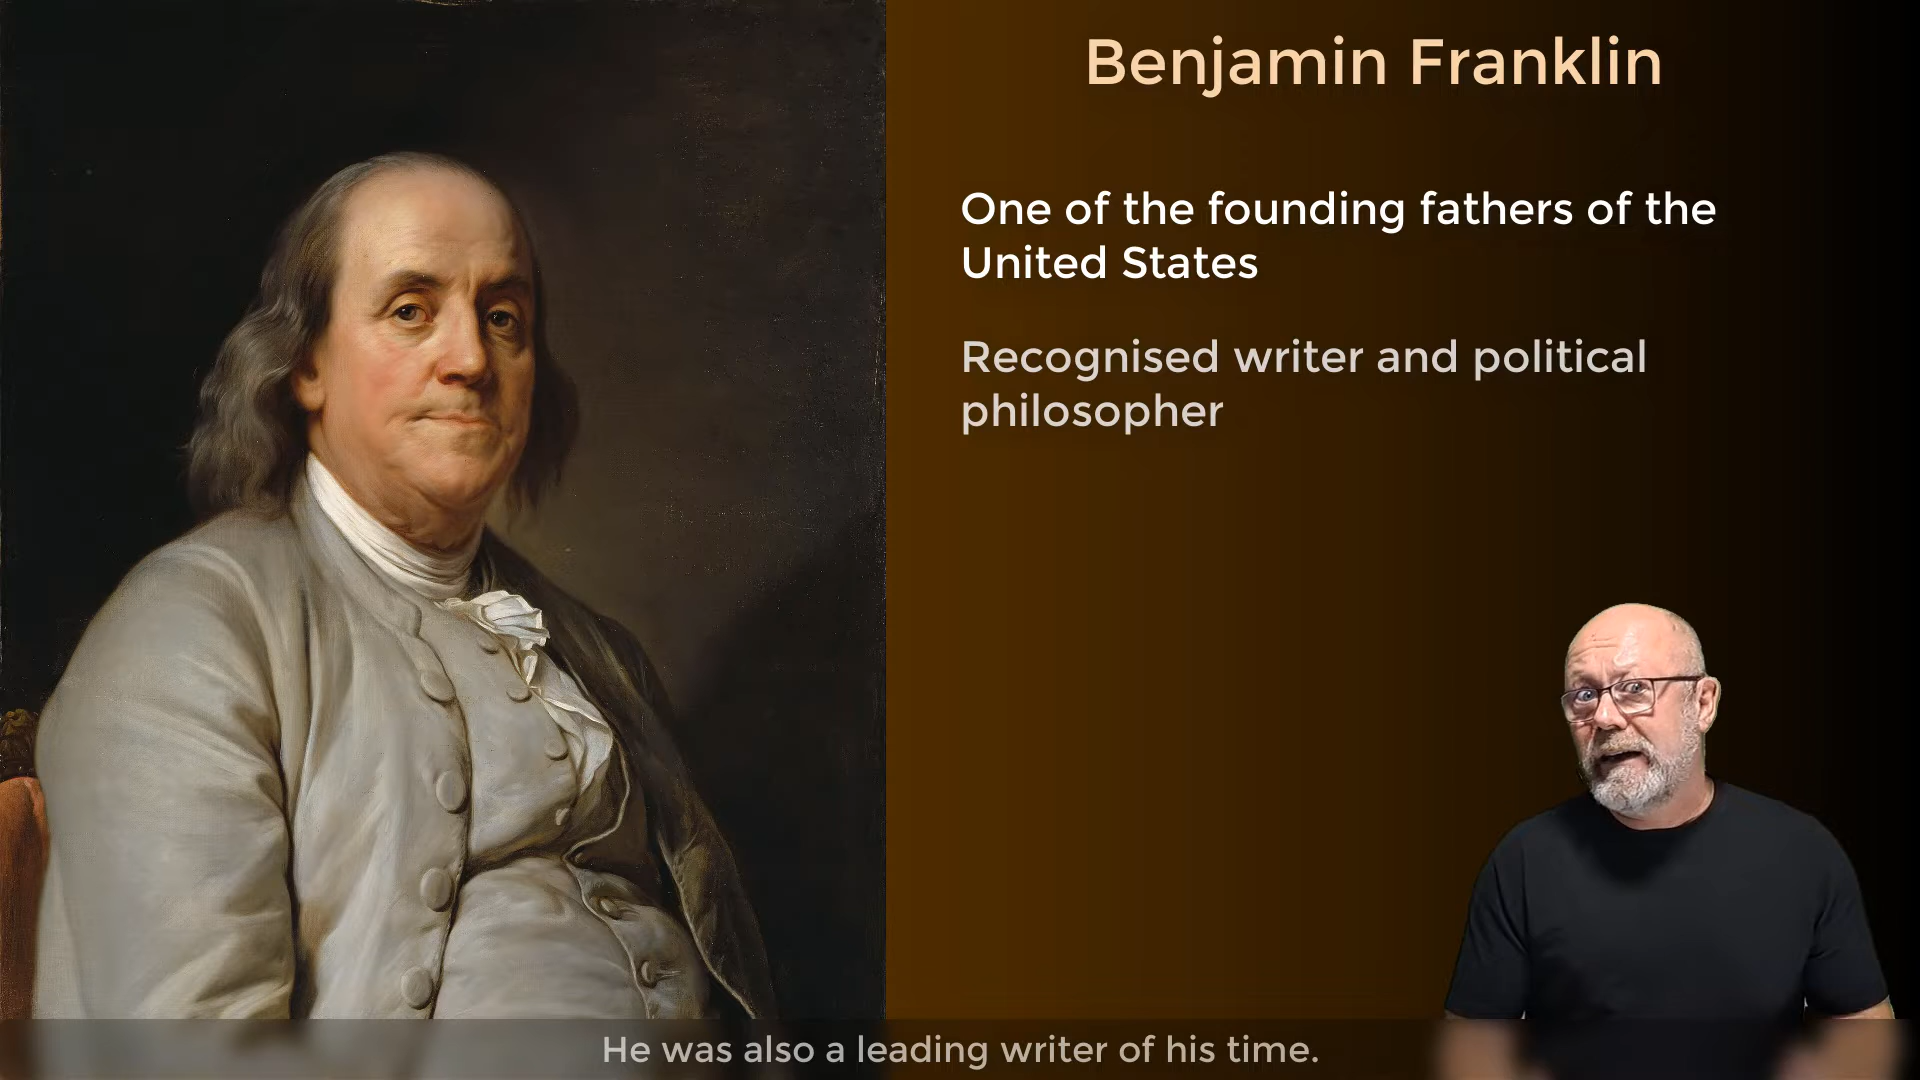 Benjamin Franklin
One of the founding fathers of the
United States
Recognised writer and political
philosopher
He was also a leading writer of his time.